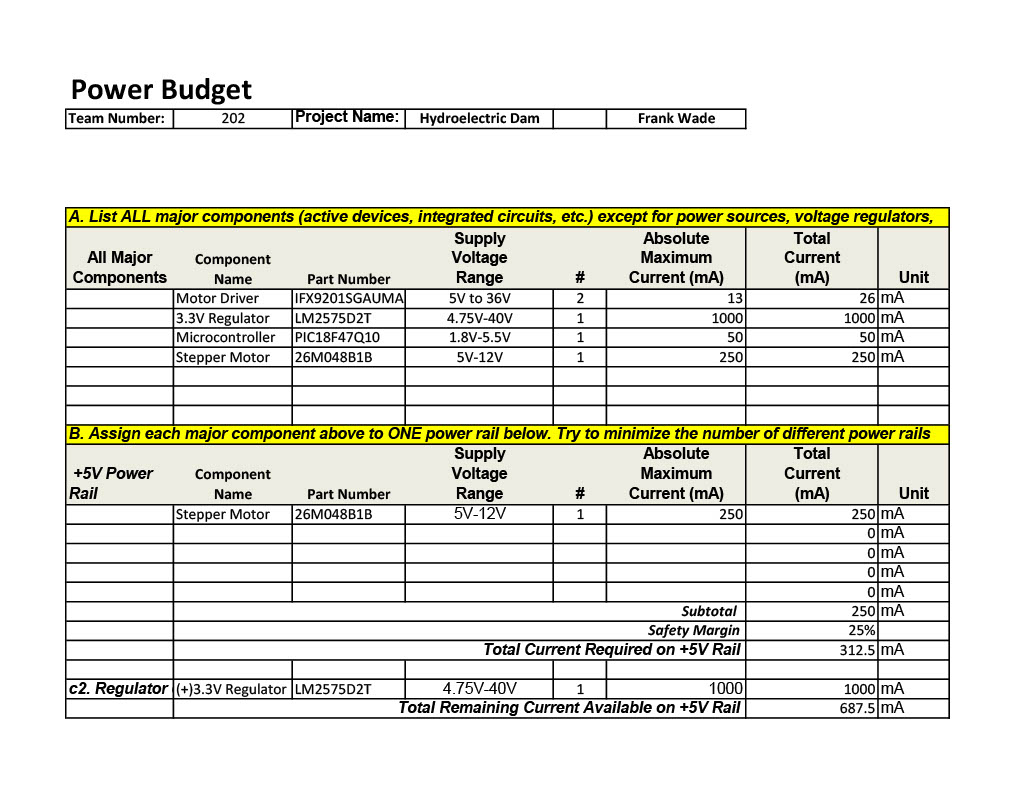 Power Budget
Team Number: 202 Project Name: Hydroelectric Dam Frank Wade
A. List ALL major components (active devices, integrated circuits, etc.) except for power sources, voltage regulators,
All Major Components Component Name Part Number Supply Voltage Range # Absolute Maximum Current (mA) Total Current (mA) Unit
Motor Driver IFX9201SGAUMA 5V to 36V 2 13 26 mA
3.3V Regulator LM2575D2T 4.75V-40V 1 1000 1000 mA
Microcontroller PIC18F47Q10 1.8V-5.5V 1 50 50 mA
Stepper Motor 26M048B1B 5V-12V 1 250 250 mA
B. Assign each major component above to ONE power rail below. Try to minimize the number of different power rails
+5V Power Rail Component Name Part Number Supply Voltage Range # Absolute Maximum Current (mA) Total Current (mA) Unit
Stepper Motor 26M048B1B 5V-12V 1 250 250 mA
0 mA
0 mA
0 mA
0 mA
Subtotal 250 mA
Safety Margin 25%
Total Current Required on +5V Rail 312.5 mA
c2. Regulator (+)3.3V Regulator LM2575D2T 4.75V-40V 1 1000 1000 mA
Total Remaining Current Available on +5V Rail 687.5 mA